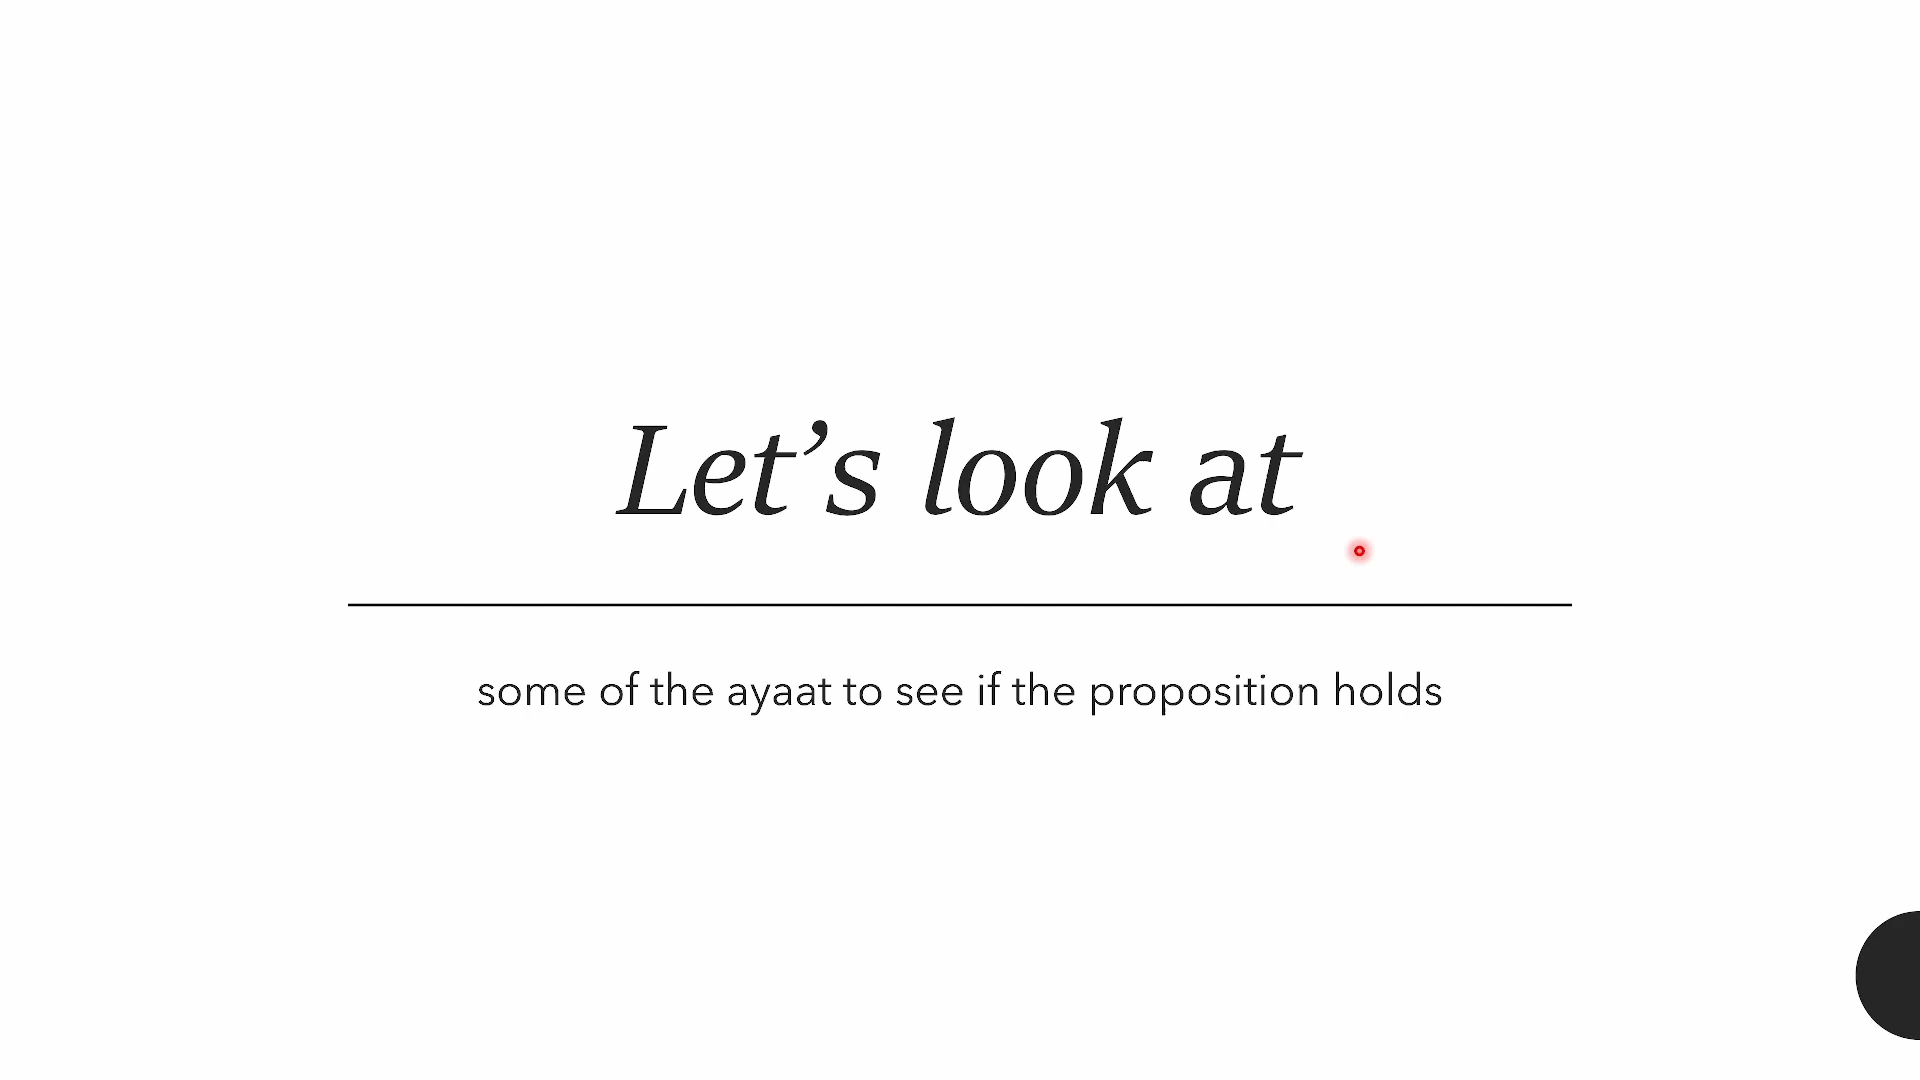 Let’s look at
some of the ayaat to see if the proposition holds